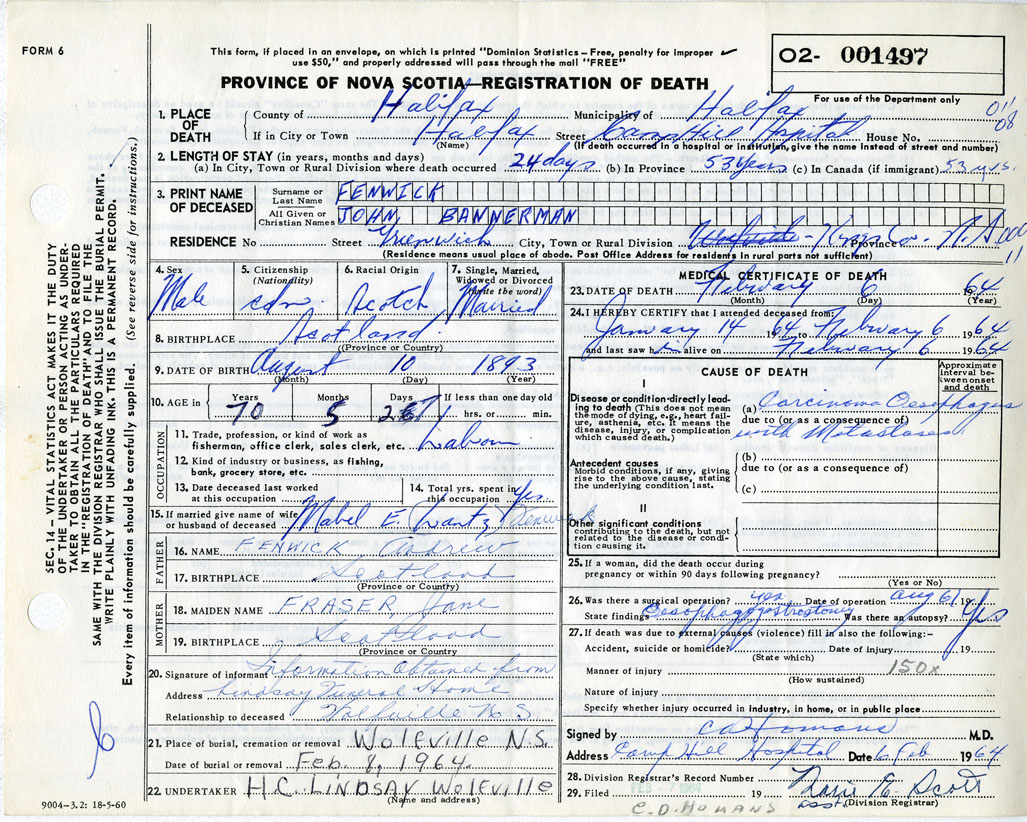 FORM 6
This form, if placed in an envelope, on which is printed "Dominion Statistics – Free, penalty for improper
use $50," and properly addressed will pass through the mail "FREE"
O2- 001497
PROVINCE OF NOVA SCOTIA—REGISTRATION OF DEATH
For use of the Department only
1. PLACE OF DEATH
County of Halifax Municipality of Halifax
If in City or Town Halifax Street Camp Hill Hospital House No.
(Name) (If death occurred in a hospital or institution, give the name instead of street and number)
08
2. LENGTH OF STAY (in years, months and days)
(a) In City, Town or Rural Division where death occurred 24 days (b) In Province 53 years (c) In Canada (if immigrant) 53 yrs.
3. PRINT NAME OF DECEASED
Surname or Last Name FENWICK
All Given or Christian Names JOHN BANNERMAN
RESIDENCE No Street Greenwich City, Town or Rural Division Wolfville - Kings Co. Province N.S.
(Residence means usual place of abode. Post Office Address for residents in rural parts not sufficient)
11
4. Sex Male
5. Citizenship (Nationality) cdn.
6. Racial Origin Scotch
7. Single, Married, Widowed or Divorced (Write the word) Married
8. BIRTHPLACE Scotland
(Province or Country)
9. DATE OF BIRTH August 10 1893
(Month) (Day) (Year)
10. AGE in Years 70 Months 5 Days If less than one day old hrs. or min.
OCCUPATION
11. Trade, profession, or kind of work as fisherman, office clerk, sales clerk, etc. Labour
12. Kind of industry or business, as fishing, bank, grocery store, etc.
13. Date deceased last worked at this occupation
14. Total yrs. spent in this occupation Yes
15. If married give name of wife or husband of deceased Mabel E. Swartz Fenwick
FATHER
16. NAME FENWICK Andrew
17. BIRTHPLACE Scotland
(Province or Country)
MOTHER
18. MAIDEN NAME FRASER Jane
19. BIRTHPLACE Scotland
(Province or Country
20. Signature of informant Information Obtained from
Address Lindsay Funeral Home
Relationship to deceased Wolfville N S
21. Place of burial, cremation or removal WOLFVILLE N.S.
Date of burial or removal Feb. 8, 1964.
22. UNDERTAKER H.C. LINDSAY WOLFVILLE
(Name and address)
9004-3.2: 18-5-60
MEDICAL CERTIFICATE OF DEATH
23. DATE OF DEATH February 6 1964
(Month) (Day) (Year)
24. I HEREBY CERTIFY that I attended deceased from:
January 14 1964 to February 6 1964
and last saw him alive on February 6 1964
CAUSE OF DEATH
Approximate interval between onset and death
I
Disease or condition directly leading to death (This does not mean the mode of dying, e.g., heart failure, asthenia, etc. It means the disease, injury, or complication which caused death.)
(a) Carcinoma Oesophagus
due to (or as a consequence of)
with Metastases
Antecedent causes
Morbid conditions, if any, giving rise to the above cause, stating the underlying condition last.
(b)
due to (or as a consequence of)
(c)
II
Other significant conditions
contributing to the death, but not related to the disease or condition causing it.
25. If a woman, did the death occur during pregnancy or within 90 days following pregnancy?
(Yes or No)
26. Was there a surgical operation? yes Date of operation Aug 61 19
State findings Oesophagogastrostomy Was there an autopsy? Yes
27. If death was due to external causes (violence) fill in also the following:–
Accident, suicide or homicide? Date of injury 19
(State which)
Manner of injury 150x
(How sustained)
Nature of injury
Specify whether injury occurred in industry, in home, or in public place
Signed by C D Homans M.D.
Address Camp Hill Hospital Date 6 Feb 1964
28. Division Registrar's Record Number
29. Filed FEB - 7 1964 19 E. Scott
Asst. (Division Registrar)
C. D. HOMANS
SEC. 14 – VITAL STATISTICS ACT MAKES IT THE DUTY
OF THE UNDERTAKER OR PERSON ACTING AS UNDER-
TAKER TO OBTAIN ALL THE PARTICULARS REQUIRED
IN THE "REGISTRATION OF DEATH" AND TO FILE THE
SAME WITH THE DIVISION REGISTRAR WHO SHALL ISSUE THE BURIAL PERMIT.
WRITE PLAINLY WITH UNFADING INK. THIS IS A PERMANENT RECORD.
Every item of information should be carefully supplied. (See reverse side for instructions.)